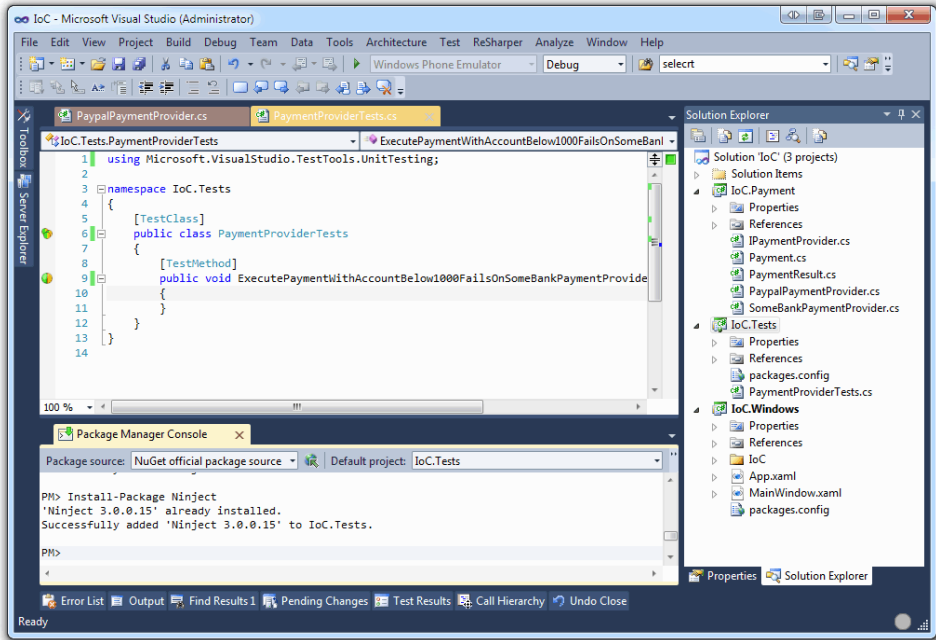 IoC - Microsoft Visual Studio (Administrator)
File Edit View Project Build Debug Team Data Tools Architecture Test ReSharper Analyze Window Help
Windows Phone Emulator Debug selecrt
Toolbox
Server Explorer
PaypalPaymentProvider.cs PaymentProviderTests.cs
IoC.Tests.PaymentProviderTests ExecutePaymentWithAccountBelow1000FailsOnSomeBanl
1 using Microsoft.VisualStudio.TestTools.UnitTesting;
2
3 namespace IoC.Tests
4 {
5 [TestClass]
6 public class PaymentProviderTests
7 {
8 [TestMethod]
9 public void ExecutePaymentWithAccountBelow1000FailsOnSomeBankPaymentProvide
10 {
11 }
12 }
13 }
14
100 %
Package Manager Console
Package source: NuGet official package source Default project: IoC.Tests
PM> Install-Package Ninject
'Ninject 3.0.0.15' already installed.
Successfully added 'Ninject 3.0.0.15' to IoC.Tests.
PM>
Solution Explorer
Solution 'IoC' (3 projects)
Solution Items
IoC.Payment
Properties
References
IPaymentProvider.cs
Payment.cs
PaymentResult.cs
PaypalPaymentProvider.cs
SomeBankPaymentProvider.cs
IoC.Tests
Properties
References
packages.config
PaymentProviderTests.cs
IoC.Windows
Properties
References
IoC
App.xaml
MainWindow.xaml
packages.config
Properties Solution Explorer
Error List Output Find Results 1 Pending Changes Test Results Call Hierarchy Undo Close
Ready